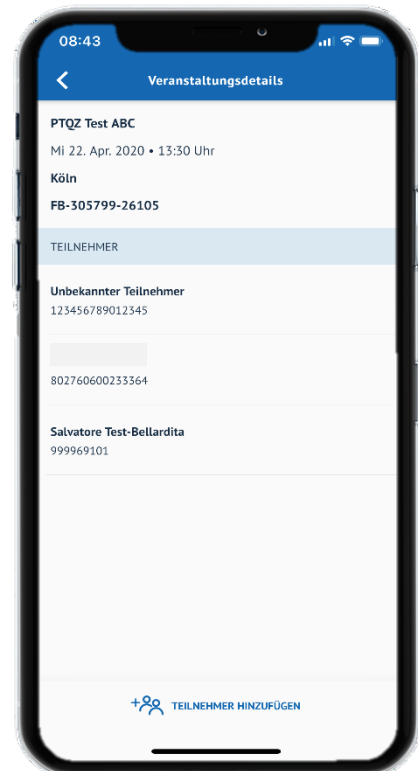 08:43
Veranstaltungsdetails
PTQZ Test ABC
Mi 22. Apr. 2020 • 13:30 Uhr
Köln
FB-305799-26105
TEILNEHMER
Unbekannter Teilnehmer
123456789012345
802760600233364
Salvatore Test-Bellardita
999969101
TEILNEHMER HINZUFÜGEN